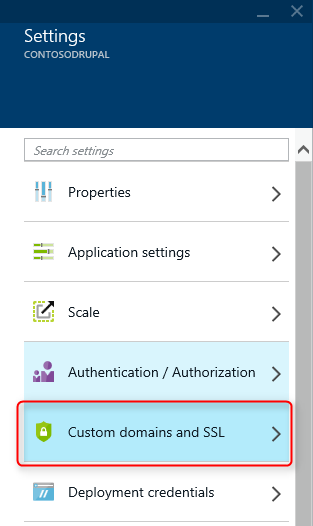 Settings
CONTOSODRUPAL
Search settings
Properties
Application settings
Scale
Authentication / Authorization
Custom domains and SSL
Deployment credentials